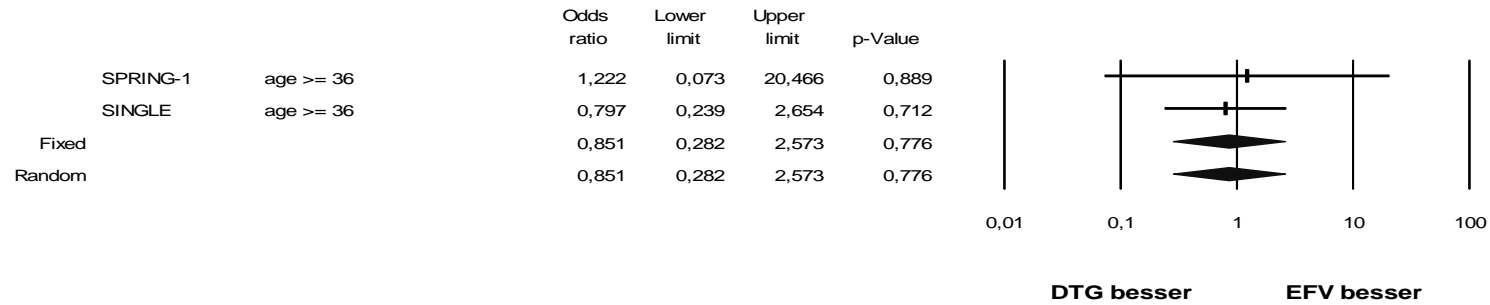 Odds Lower Upper
ratio limit limit p-Value
SPRING-1 age >= 36 1,222 0,073 20,466 0,889
SINGLE age >= 36 0,797 0,239 2,654 0,712
Fixed 0,851 0,282 2,573 0,776
Random 0,851 0,282 2,573 0,776
0,01 0,1 1 10 100
DTG besser EFV besser